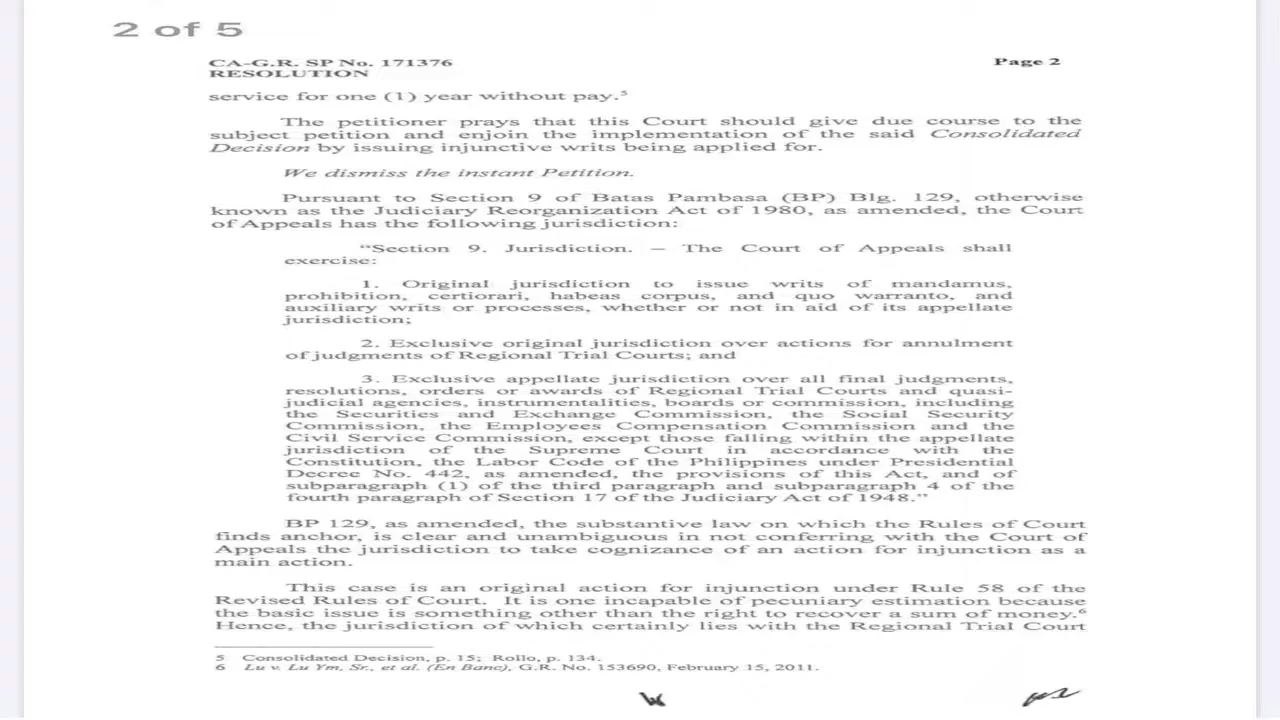 2 of 5
CA-G.R. SP No. 171376 Page 2
RESOLUTION
service for one (1) year without pay.⁵
The petitioner prays that this Court should give due course to the
subject petition and enjoin the implementation of the said Consolidated
Decision by issuing injunctive writs being applied for.
We dismiss the instant Petition.
Pursuant to Section 9 of Batas Pambasa (BP) Blg. 129, otherwise
known as the Judiciary Reorganization Act of 1980, as amended, the Court
of Appeals has the following jurisdiction:
“Section 9. Jurisdiction. – The Court of Appeals shall
exercise:
1. Original jurisdiction to issue writs of mandamus,
prohibition, certiorari, habeas corpus, and quo warranto, and
auxiliary writs or processes, whether or not in aid of its appellate
jurisdiction;
2. Exclusive original jurisdiction over actions for annulment
of judgments of Regional Trial Courts; and
3. Exclusive appellate jurisdiction over all final judgments,
resolutions, orders or awards of Regional Trial Courts and quasi-
judicial agencies, instrumentalities, boards or commission, including
the Securities and Exchange Commission, the Social Security
Commission, the Employees Compensation Commission and the
Civil Service Commission, except those falling within the appellate
jurisdiction of the Supreme Court in accordance with the
Constitution, the Labor Code of the Philippines under Presidential
Decree No. 442, as amended, the provisions of this Act, and of
subparagraph (1) of the third paragraph and subparagraph 4 of the
fourth paragraph of Section 17 of the Judiciary Act of 1948.”
BP 129, as amended, the substantive law on which the Rules of Court
finds anchor, is clear and unambiguous in not conferring with the Court of
Appeals the jurisdiction to take cognizance of an action for injunction as a
main action.
This case is an original action for injunction under Rule 58 of the
Revised Rules of Court. It is one incapable of pecuniary estimation because
the basic issue is something other than the right to recover a sum of money.⁶
Hence, the jurisdiction of which certainly lies with the Regional Trial Court
5 Consolidated Decision, p. 15; Rollo, p. 134.
6 Lu v. Lu Ym, Sr., et al. (En Banc), G.R. No. 153690, February 15, 2011.